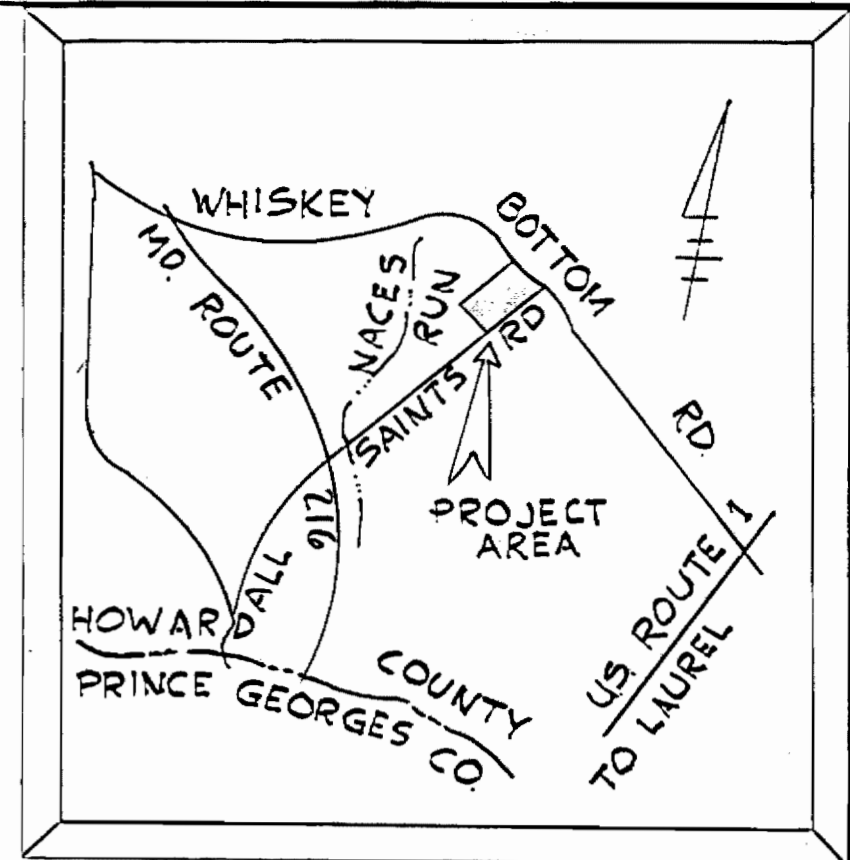 WHISKEY
BOTTOM
RD.
MD. ROUTE
216
NACES
RUN
ALL
SAINTS
RD
PROJECT
AREA
HOWARD
COUNTY
PRINCE GEORGES CO.
U.S. ROUTE 1
TO LAUREL